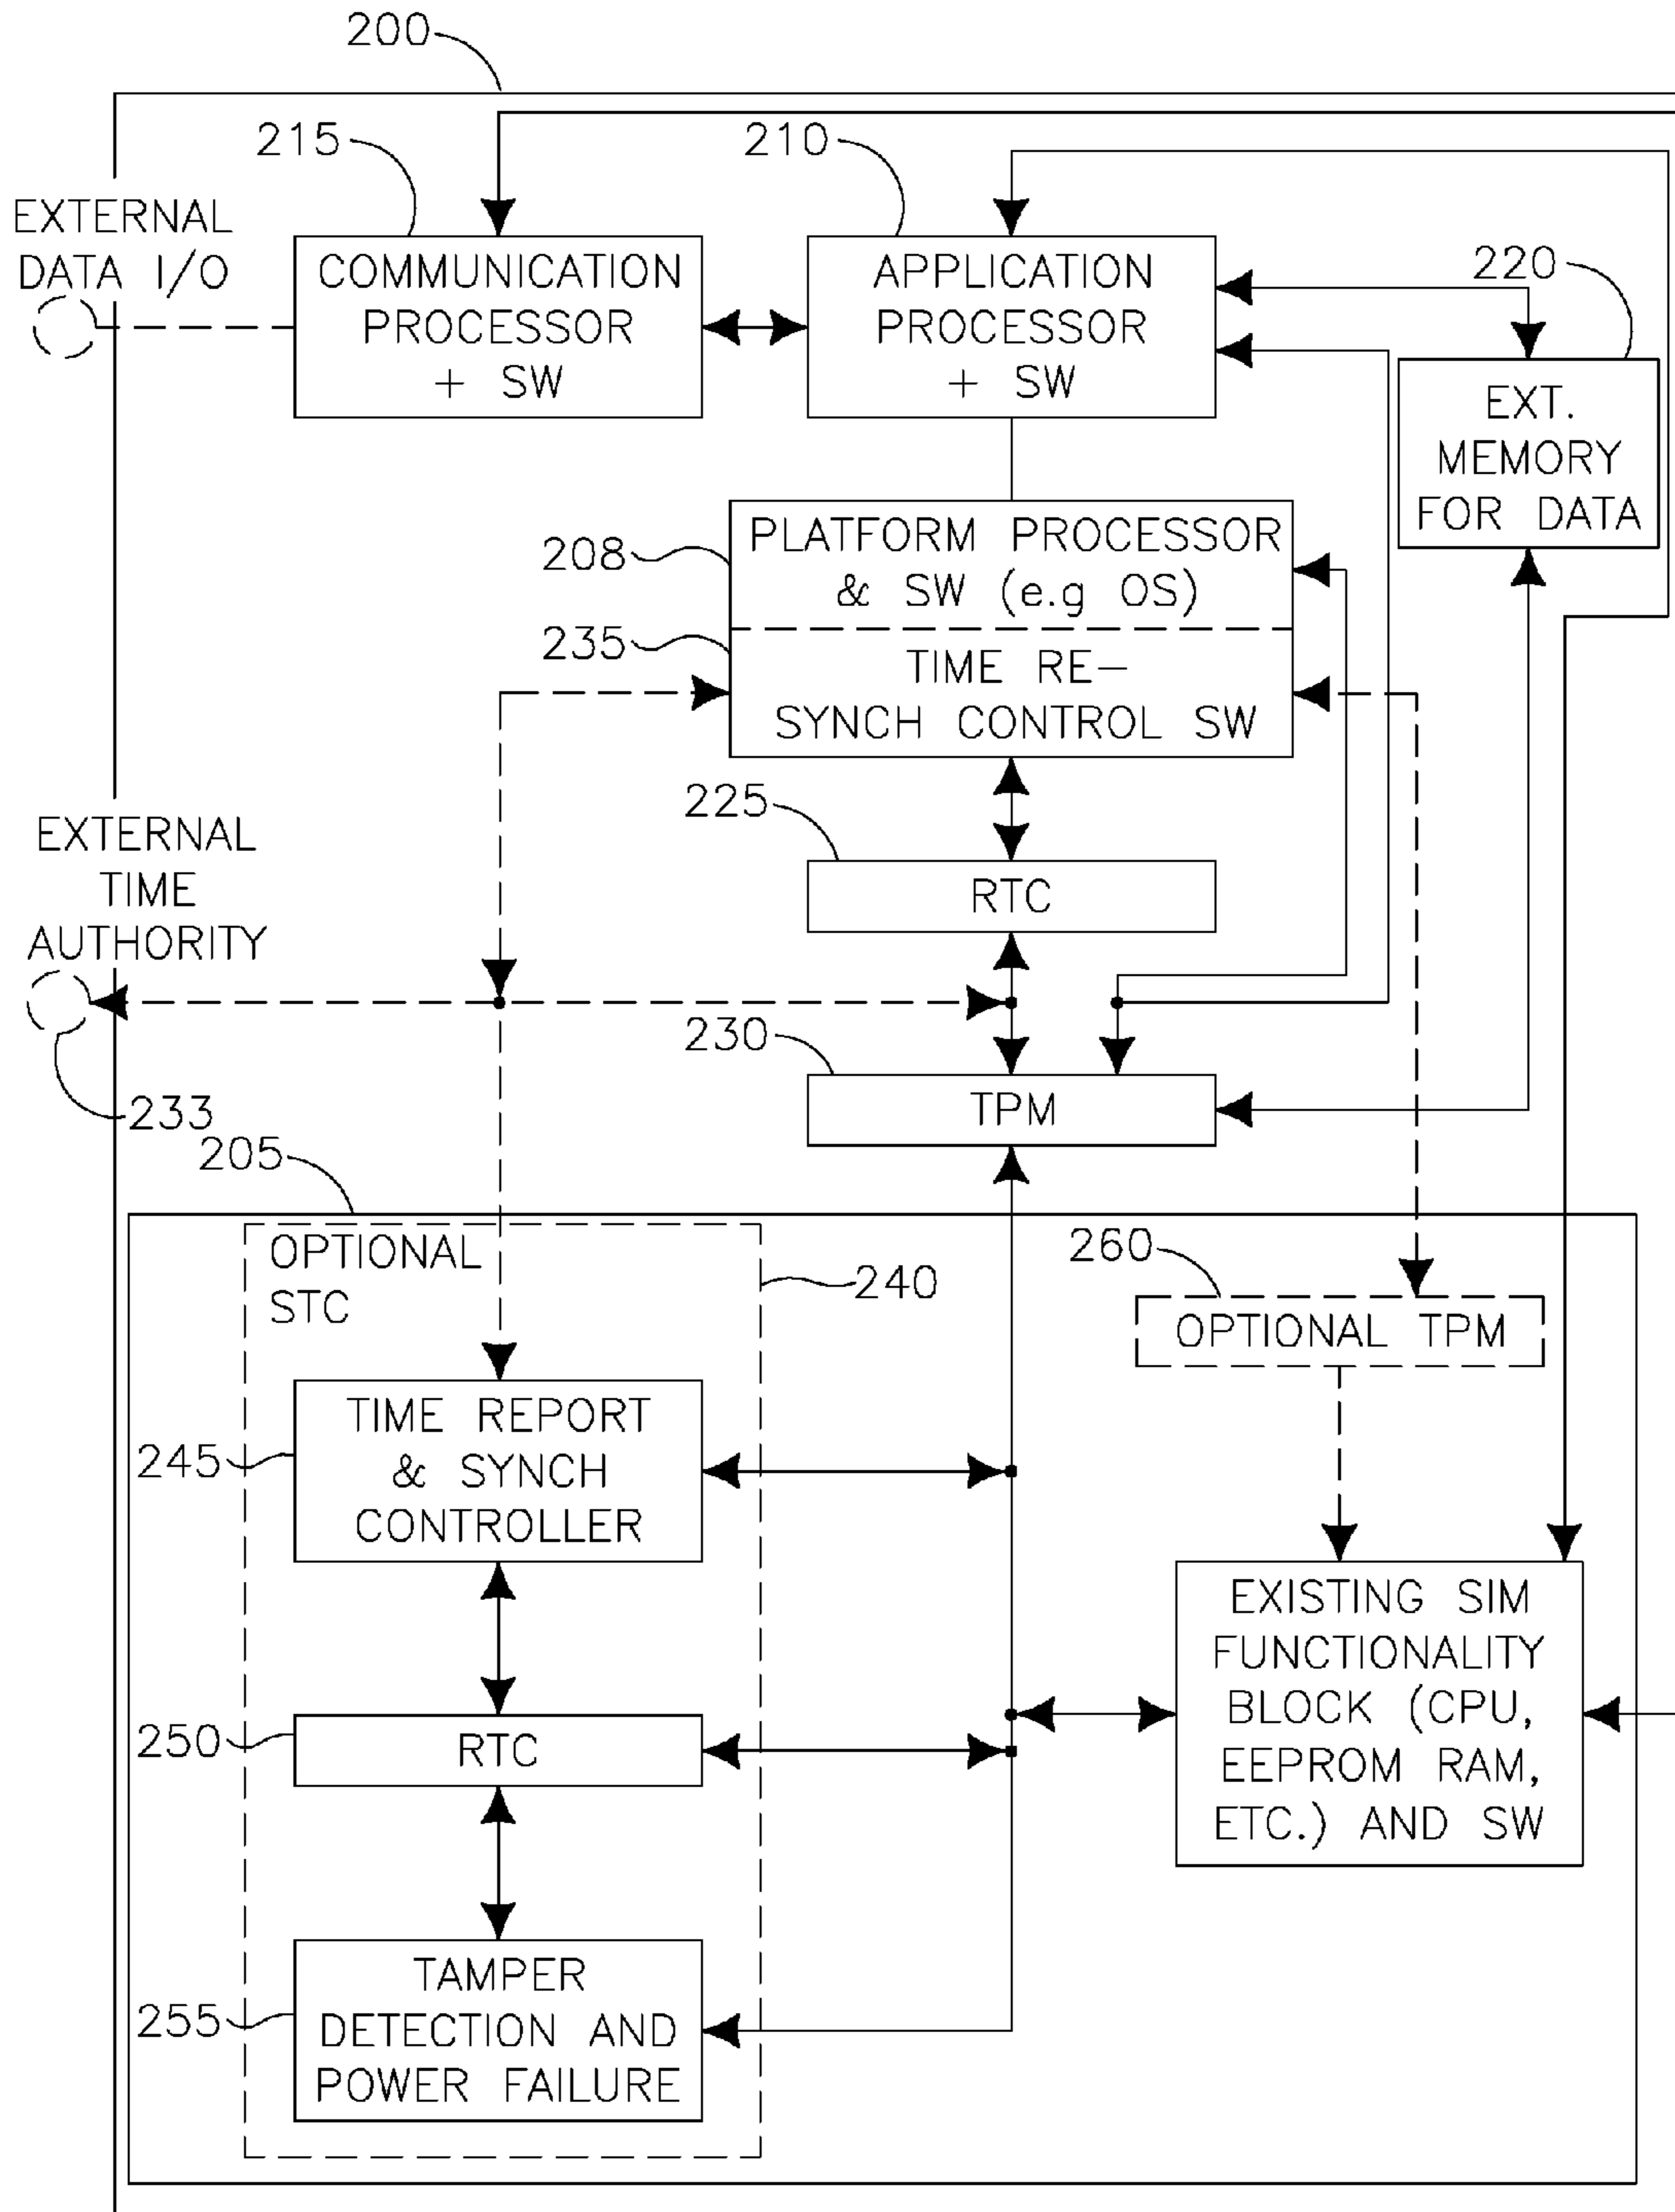 200
215
210
EXTERNAL
DATA I/O
COMMUNICATION
PROCESSOR
+ SW
APPLICATION
PROCESSOR
+ SW
220
EXT.
MEMORY
FOR DATA
208
PLATFORM PROCESSOR
& SW (e.g OS)
235
TIME RE-
SYNCH CONTROL SW
225
RTC
EXTERNAL
TIME
AUTHORITY
233
230
TPM
205
OPTIONAL
STC
240
260
OPTIONAL TPM
245
TIME REPORT
& SYNCH
CONTROLLER
250
RTC
EXISTING SIM
FUNCTIONALITY
BLOCK (CPU,
EEPROM RAM,
ETC.) AND SW
255
TAMPER
DETECTION AND
POWER FAILURE